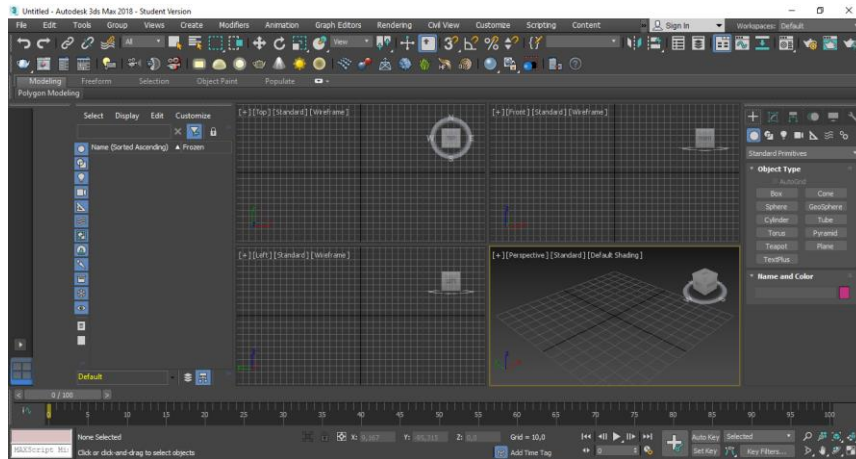 Untitled - Autodesk 3ds Max 2018 - Student Version
File Edit Tools Group Views Create Modifiers Animation Graph Editors Rendering Civil View Customize Scripting Content Sign In Workspaces: Default
All View
Modeling Freeform Selection Object Paint Populate
Polygon Modeling
Select Display Edit Customize
Name (Sorted Ascending) ▲ Frozen
[+] [Top] [Standard] [Wireframe]
[+] [Front] [Standard] [Wireframe]
[+] [Left] [Standard] [Wireframe]
[+] [Perspective] [Standard] [Default Shading]
Standard Primitives
Object Type
AutoGrid
Box Cone
Sphere GeoSphere
Cylinder Tube
Torus Pyramid
Teapot Plane
TextPlus
Name and Color
Default
0 / 100
0 5 10 15 20 25 30 35 40 45 50 55 60 65 70 75 80 85 90 95 100
None Selected X: Y: Z: Grid = 10,0 Auto Key Selected
MAXScript Mi: Click or click-and-drag to select objects Add Time Tag 0 Set Key Key Filters...